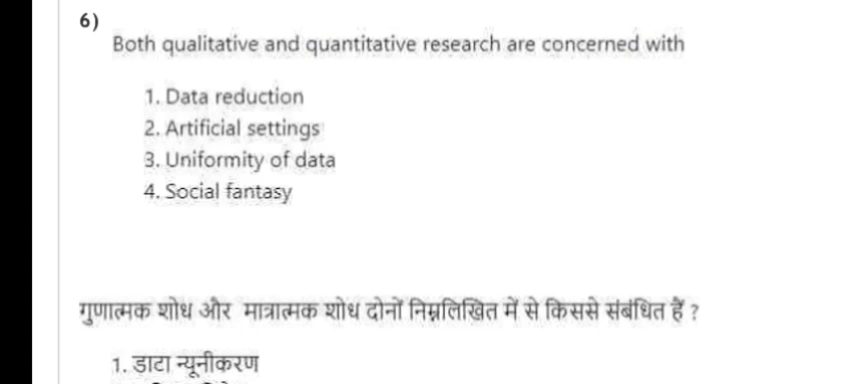 6)
Both qualitative and quantitative research are concerned with
1. Data reduction
2. Artificial settings
3. Uniformity of data
4. Social fantasy
गुणात्मक शोध और मात्रात्मक शोध दोनों निम्नलिखित में से किससे संबंधित हैं ?
1. डाटा न्यूनीकरण